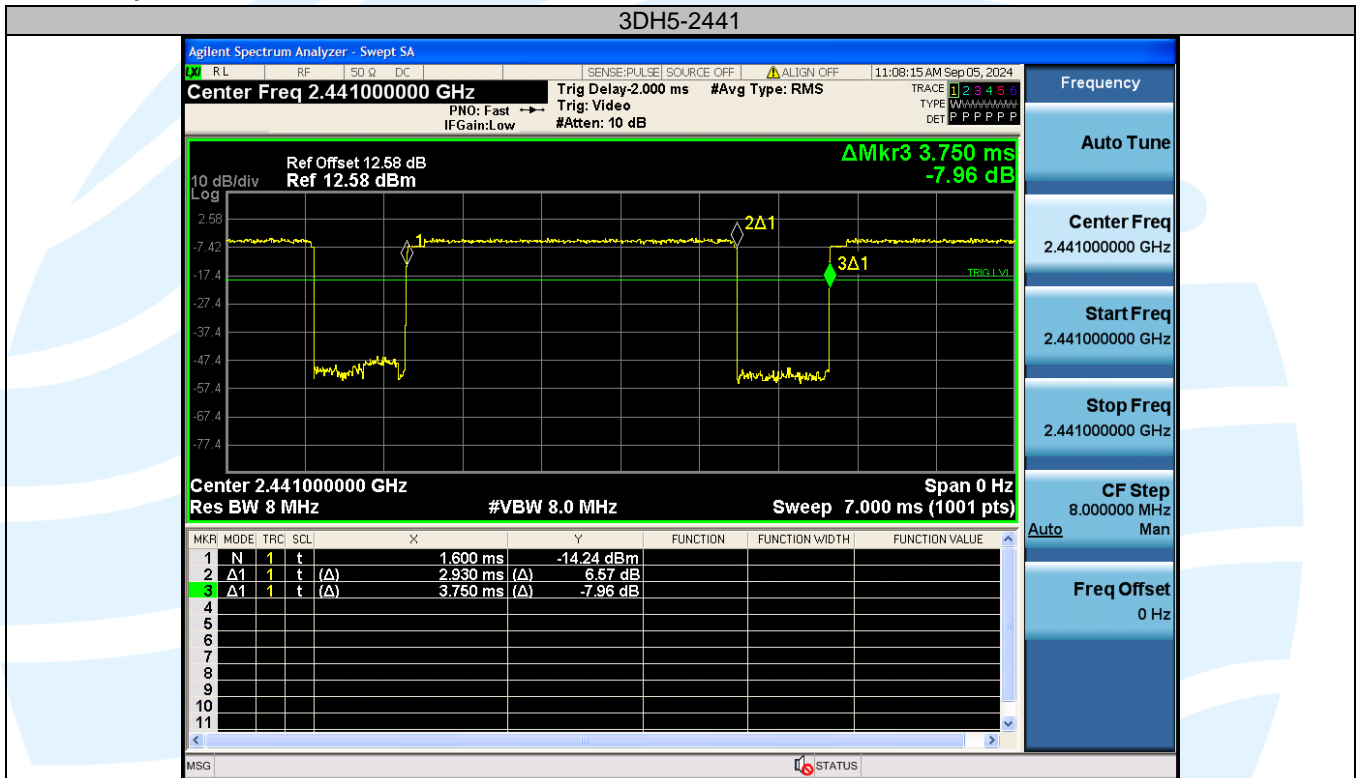 3DH5-2441
Agilent Spectrum Analyzer - Swept SA
LXI RL RF 50 Ω DC SENSE:PULSE SOURCE OFF ALIGN OFF 11:08:15 AM Sep 05, 2024
Center Freq 2.441000000 GHz
PNO: Fast
IFGain:Low
Trig Delay-2.000 ms
Trig: Video
#Atten: 10 dB
#Avg Type: RMS
TRACE 1 2 3 4 5 6
TYPE WWWWWW
DET P P P P P P
Ref Offset 12.58 dB
10 dB/div Ref 12.58 dBm
Log
ΔMkr3 3.750 ms
-7.96 dB
2.58
-7.42
-17.4
-27.4
-37.4
-47.4
-57.4
-67.4
-77.4
1
2Δ1
3Δ1
TRIG LVL
Center 2.441000000 GHz Span 0 Hz
Res BW 8 MHz #VBW 8.0 MHz Sweep 7.000 ms (1001 pts)
MKR MODE TRC SCL X Y FUNCTION FUNCTION WIDTH FUNCTION VALUE
1 N 1 t 1.600 ms -14.24 dBm
2 Δ1 1 t (Δ) 2.930 ms (Δ) 6.57 dB
3 Δ1 1 t (Δ) 3.750 ms (Δ) -7.96 dB
4
5
6
7
8
9
10
11
MSG STATUS
Frequency
Auto Tune
Center Freq
2.441000000 GHz
Start Freq
2.441000000 GHz
Stop Freq
2.441000000 GHz
CF Step
8.000000 MHz
Auto Man
Freq Offset
0 Hz